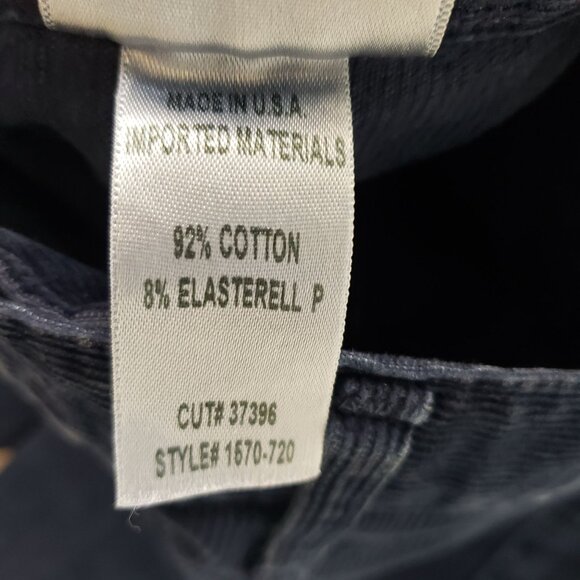 MADE IN U.S.A.
IMPORTED MATERIALS
92% COTTON
8% ELASTERELL P
CUT# 37396
STYLE# 1570-720